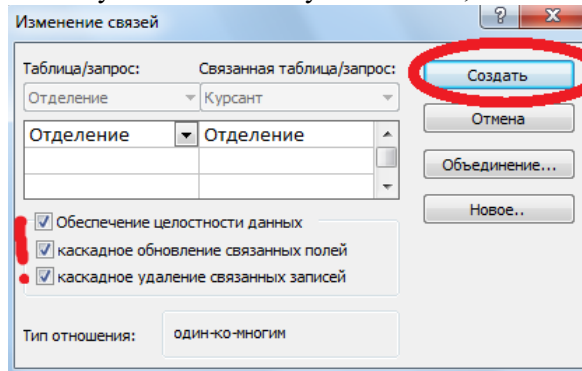 Изменение связей
Таблица/запрос: Связанная таблица/запрос:
Отделение Курсант
Отделение Отделение
Обеспечение целостности данных
каскадное обновление связанных полей
каскадное удаление связанных записей
Тип отношения: один-ко-многим
Создать
Отмена
Объединение...
Новое..